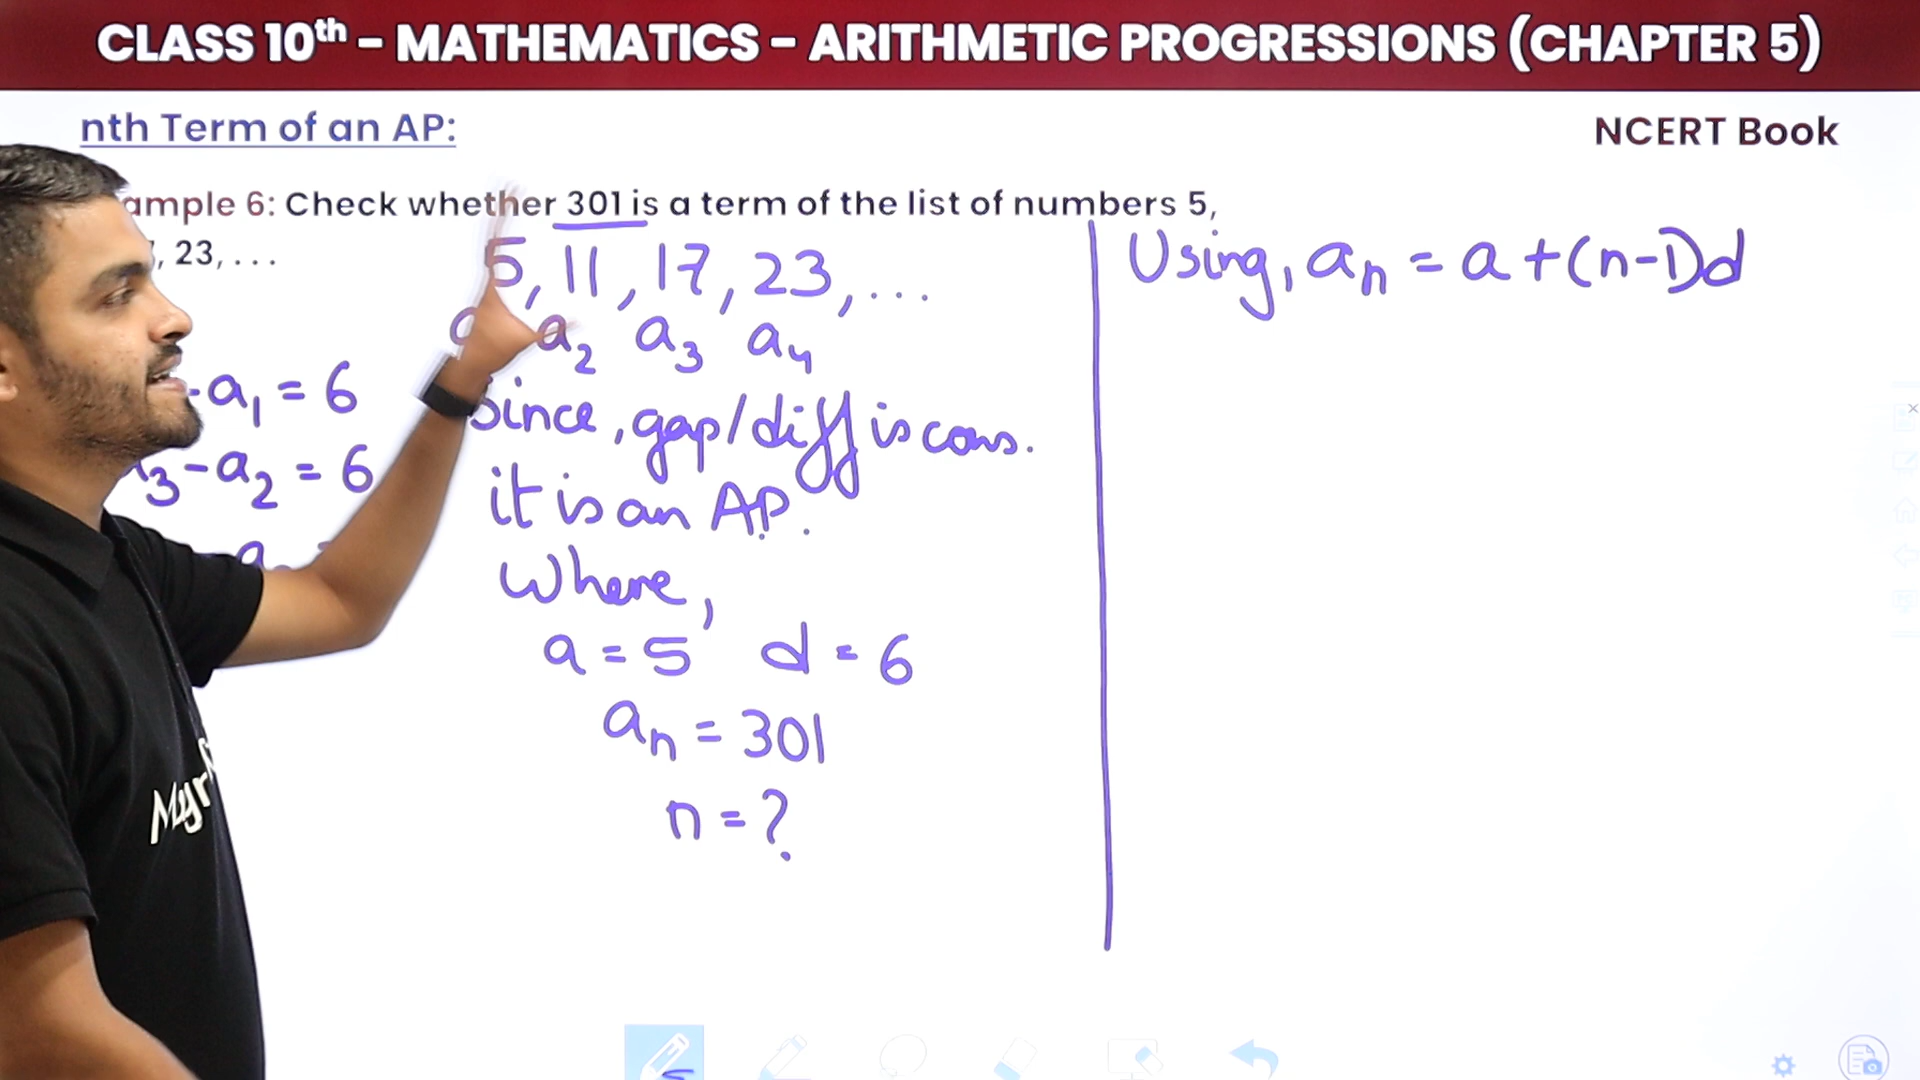 CLASS 10th - MATHEMATICS - ARITHMETIC PROGRESSIONS (CHAPTER 5)
nth Term of an AP:
NCERT Book
ample 6: Check whether 301 is a term of the list of numbers 5,
, 23, . . .
5, 11, 17, 23, ...
a2 a3 a4
-a1 = 6
3-a2 = 6
Since, gap/diff is cons.
it is an AP.
Where,
a = 5 d = 6
an = 301
n = ?
Using, an = a+(n-1)d